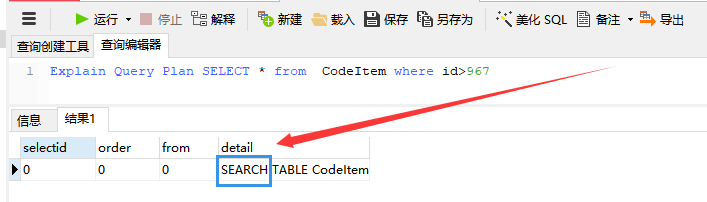 运行 停止 解释 新建 载入 保存 另存为 美化 SQL 备注 导出
查询创建工具 查询编辑器
1 Explain Query Plan SELECT * from CodeItem where id>967
信息 结果1
selectid order from detail
0 0 0 SEARCH TABLE CodeItem